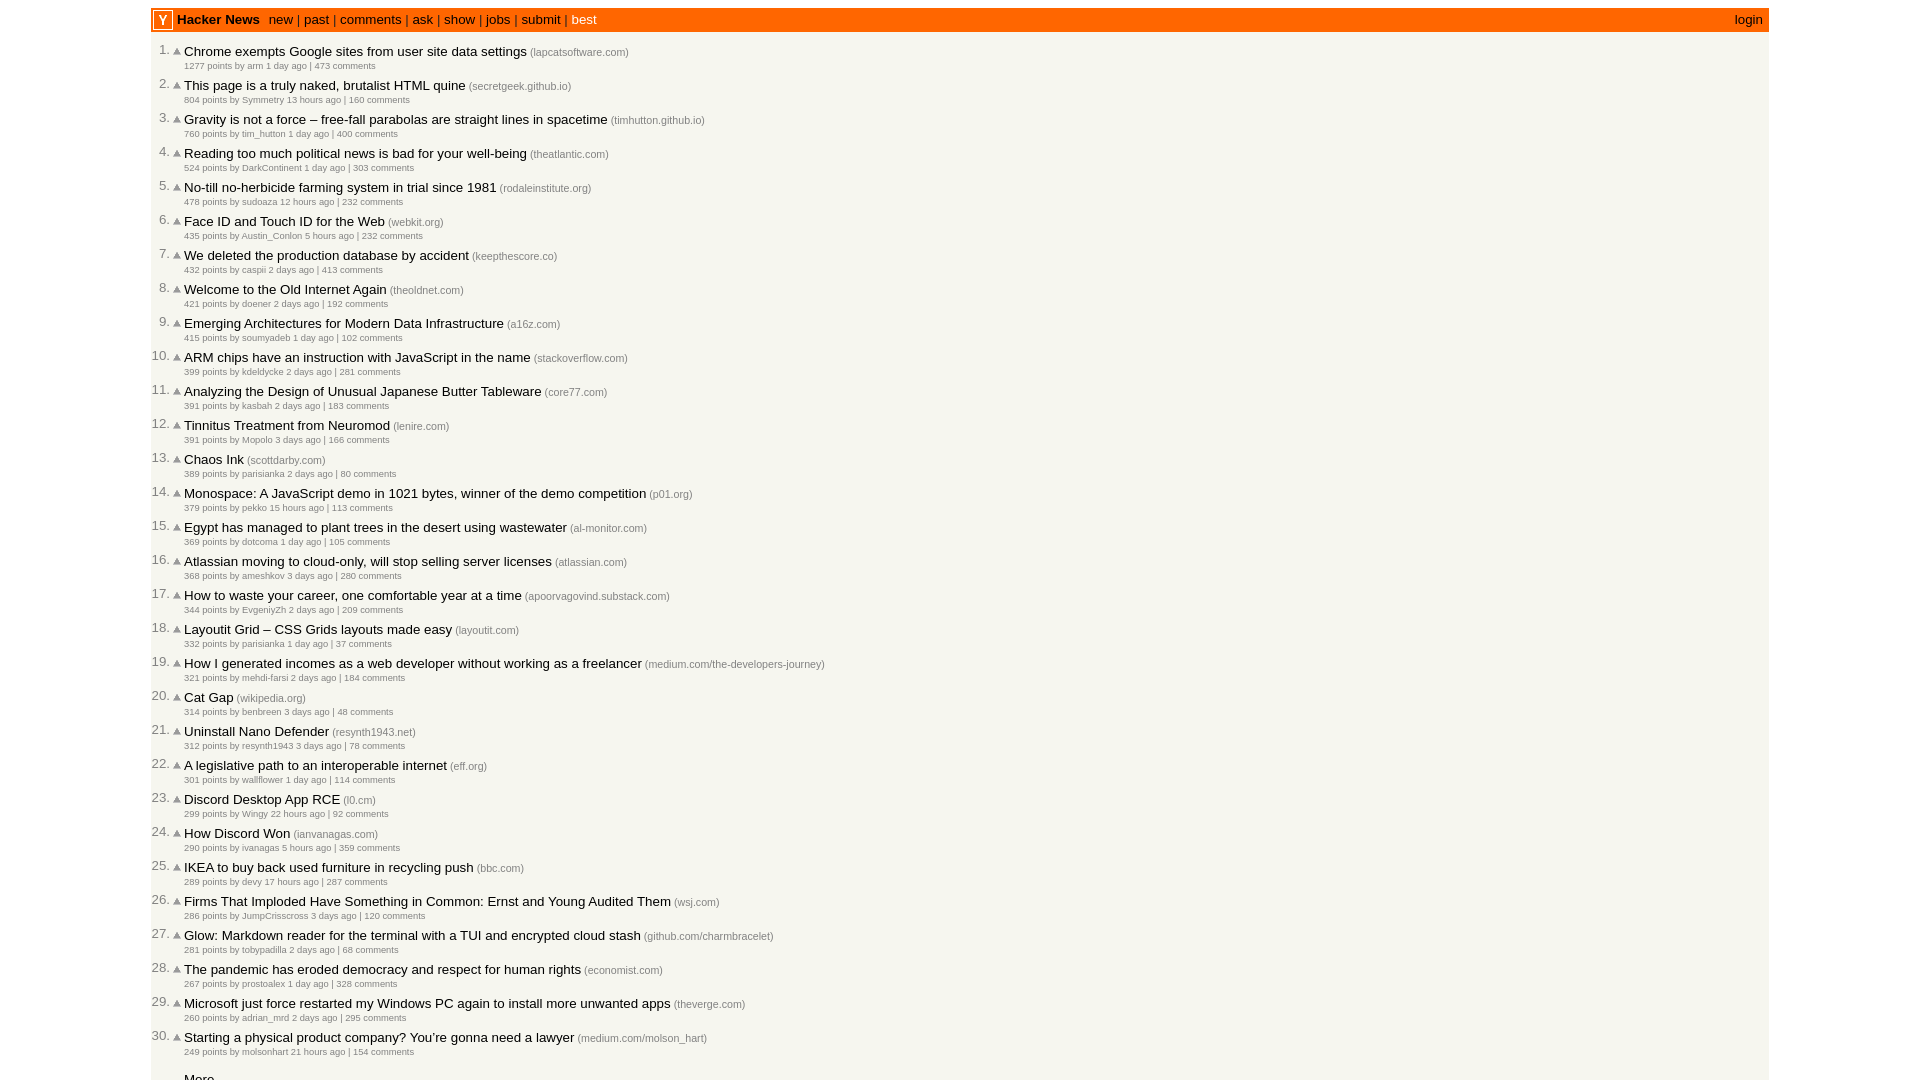 Y Hacker News new | past | comments | ask | show | jobs | submit | best login
1. Chrome exempts Google sites from user site data settings (lapcatsoftware.com)
1277 points by arm 1 day ago | 473 comments
2. This page is a truly naked, brutalist HTML quine (secretgeek.github.io)
804 points by Symmetry 13 hours ago | 160 comments
3. Gravity is not a force – free-fall parabolas are straight lines in spacetime (timhutton.github.io)
760 points by tim_hutton 1 day ago | 400 comments
4. Reading too much political news is bad for your well-being (theatlantic.com)
524 points by DarkContinent 1 day ago | 303 comments
5. No-till no-herbicide farming system in trial since 1981 (rodaleinstitute.org)
478 points by sudoaza 12 hours ago | 232 comments
6. Face ID and Touch ID for the Web (webkit.org)
435 points by Austin_Conlon 5 hours ago | 232 comments
7. We deleted the production database by accident (keepthescore.co)
432 points by caspii 2 days ago | 413 comments
8. Welcome to the Old Internet Again (theoldnet.com)
421 points by doener 2 days ago | 192 comments
9. Emerging Architectures for Modern Data Infrastructure (a16z.com)
415 points by soumyadeb 1 day ago | 102 comments
10. ARM chips have an instruction with JavaScript in the name (stackoverflow.com)
399 points by kdeldycke 2 days ago | 281 comments
11. Analyzing the Design of Unusual Japanese Butter Tableware (core77.com)
391 points by kasbah 2 days ago | 183 comments
12. Tinnitus Treatment from Neuromod (lenire.com)
391 points by Mopolo 3 days ago | 166 comments
13. Chaos Ink (scottdarby.com)
389 points by parisianka 2 days ago | 80 comments
14. Monospace: A JavaScript demo in 1021 bytes, winner of the demo competition (p01.org)
379 points by pekko 15 hours ago | 113 comments
15. Egypt has managed to plant trees in the desert using wastewater (al-monitor.com)
369 points by dotcoma 1 day ago | 105 comments
16. Atlassian moving to cloud-only, will stop selling server licenses (atlassian.com)
368 points by ameshkov 3 days ago | 280 comments
17. How to waste your career, one comfortable year at a time (apoorvagovind.substack.com)
344 points by EvgeniyZh 2 days ago | 209 comments
18. Layoutit Grid – CSS Grids layouts made easy (layoutit.com)
332 points by parisianka 1 day ago | 37 comments
19. How I generated incomes as a web developer without working as a freelancer (medium.com/the-developers-journey)
321 points by mehdi-farsi 2 days ago | 184 comments
20. Cat Gap (wikipedia.org)
314 points by benbreen 3 days ago | 48 comments
21. Uninstall Nano Defender (resynth1943.net)
312 points by resynth1943 3 days ago | 78 comments
22. A legislative path to an interoperable internet (eff.org)
301 points by wallflower 1 day ago | 114 comments
23. Discord Desktop App RCE (l0.cm)
299 points by Wingy 22 hours ago | 92 comments
24. How Discord Won (ianvanagas.com)
290 points by ivanagas 5 hours ago | 359 comments
25. IKEA to buy back used furniture in recycling push (bbc.com)
289 points by devy 17 hours ago | 287 comments
26. Firms That Imploded Have Something in Common: Ernst and Young Audited Them (wsj.com)
286 points by JumpCrisscross 3 days ago | 120 comments
27. Glow: Markdown reader for the terminal with a TUI and encrypted cloud stash (github.com/charmbracelet)
281 points by tobypadilla 2 days ago | 68 comments
28. The pandemic has eroded democracy and respect for human rights (economist.com)
267 points by prostoalex 1 day ago | 328 comments
29. Microsoft just force restarted my Windows PC again to install more unwanted apps (theverge.com)
260 points by adrian_mrd 2 days ago | 295 comments
30. Starting a physical product company? You’re gonna need a lawyer (medium.com/molson_hart)
249 points by molsonhart 21 hours ago | 154 comments
More